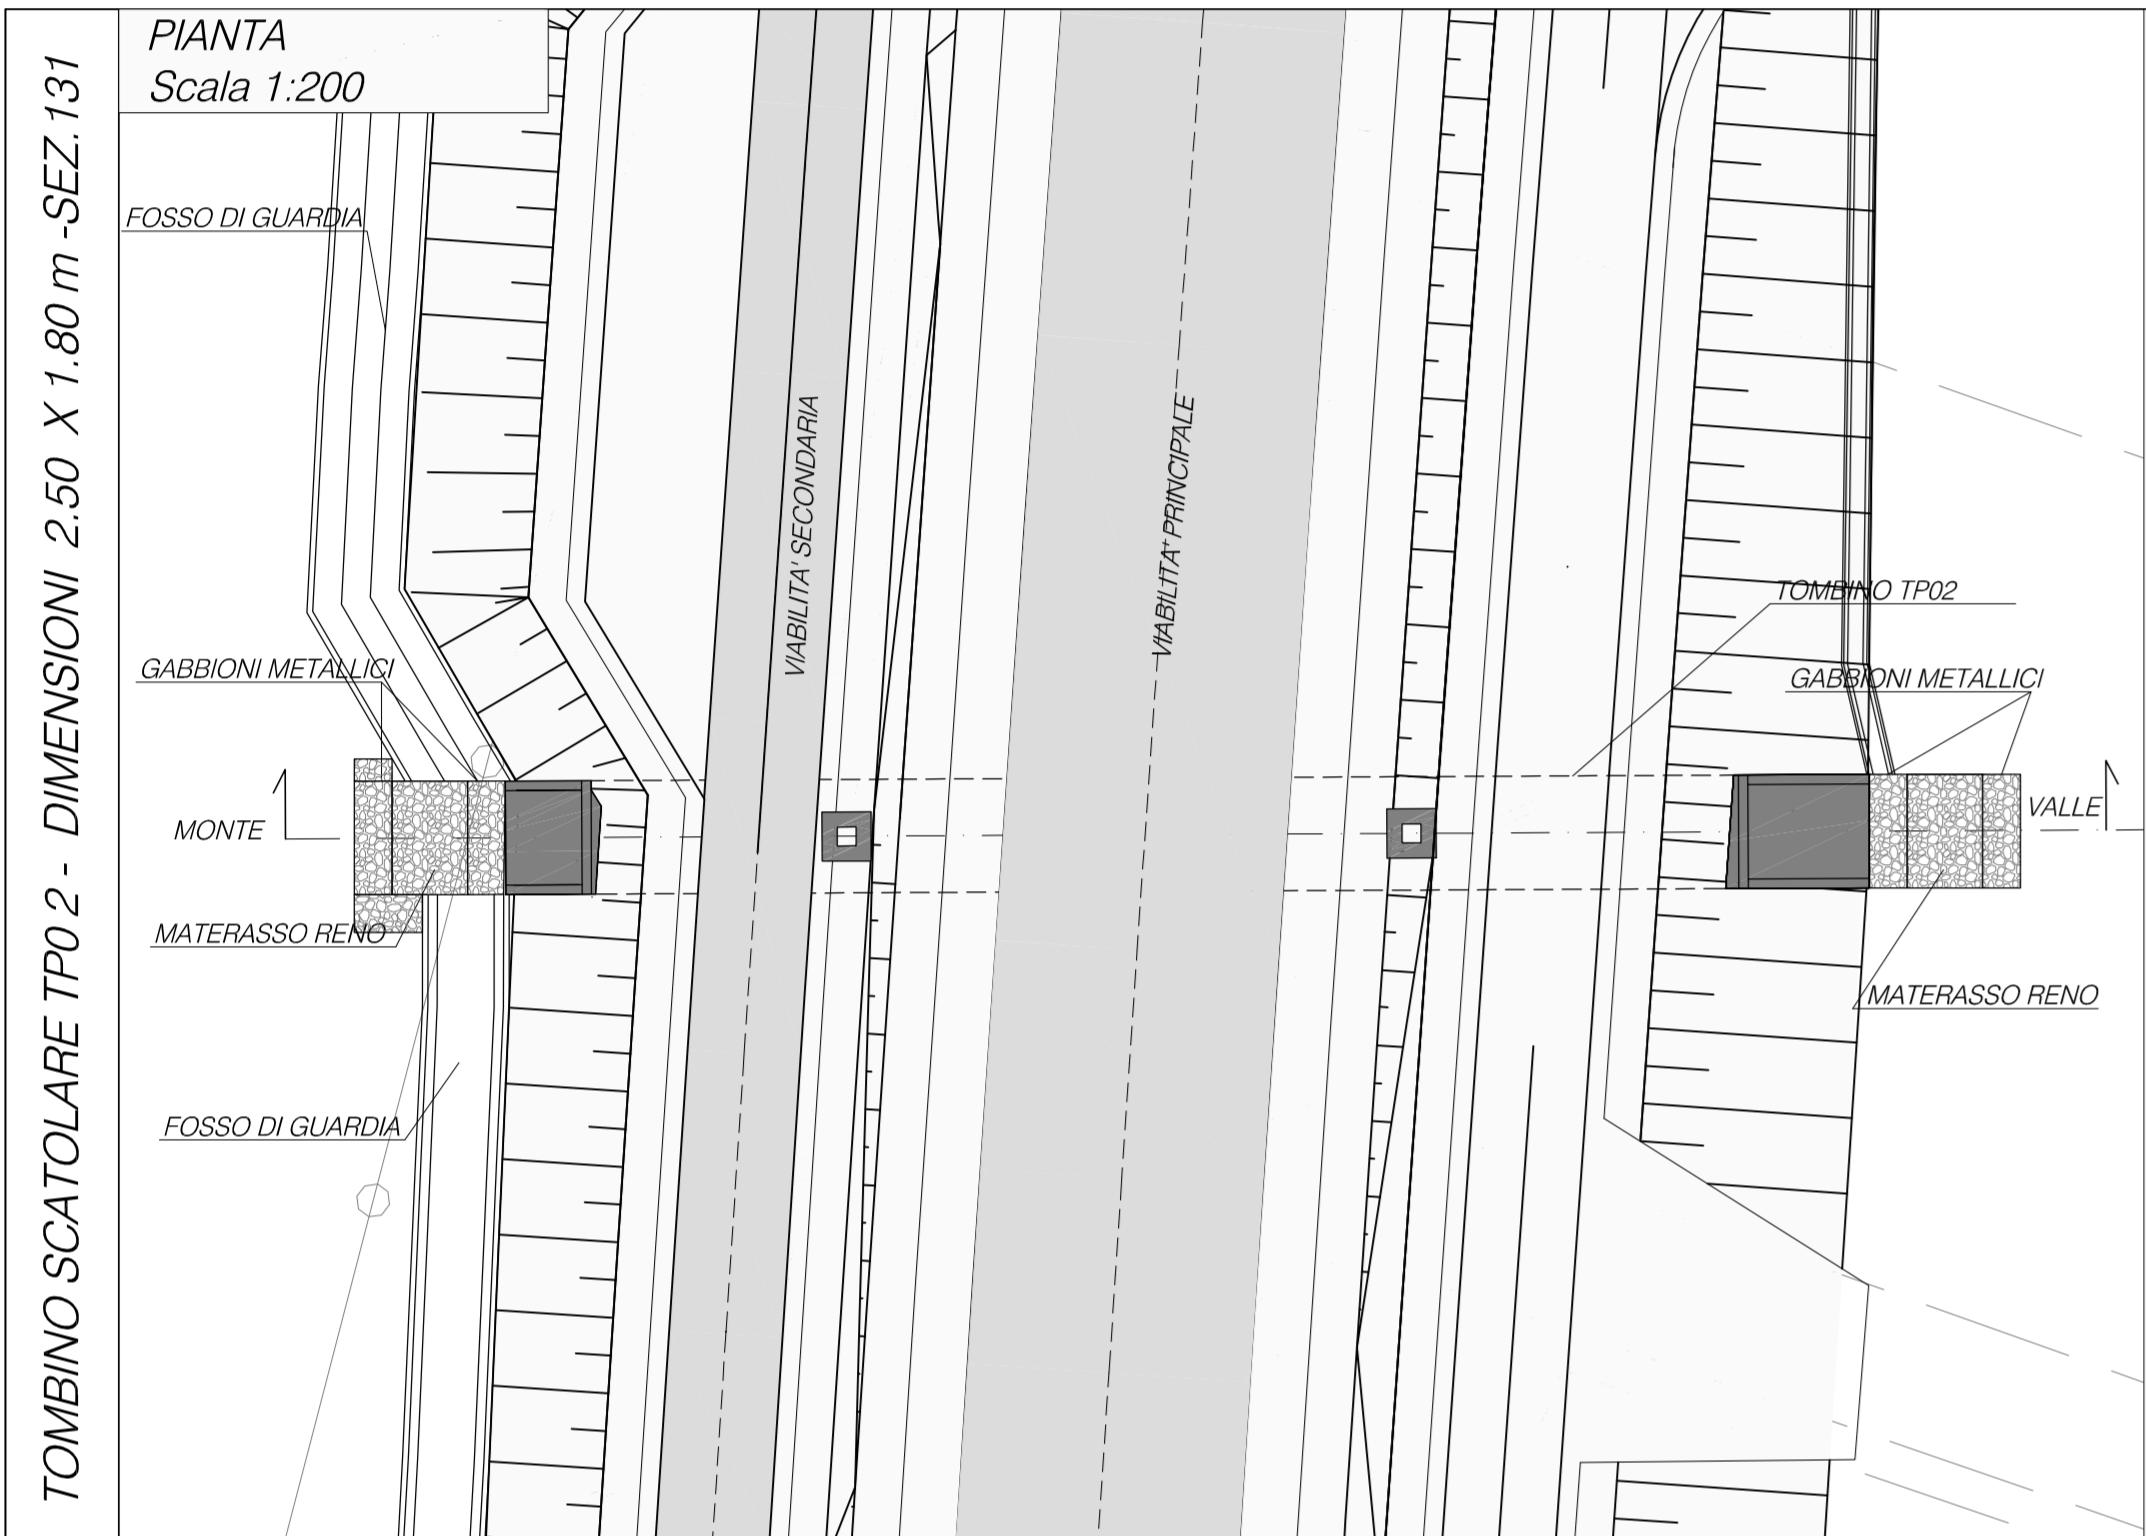 TOMBINO SCATOLARE TP0 2 - DIMENSIONI 2.50 X 1.80 m -SEZ.131
PIANTA
Scala 1:200
FOSSO DI GUARDIA
VIABILITA' SECONDARIA
VIABILITA' PRINCIPALE
TOMBINO TP02
GABBIONI METALLICI
GABBIONI METALLICI
MONTE
VALLE
MATERASSO RENO
MATERASSO RENO
FOSSO DI GUARDIA